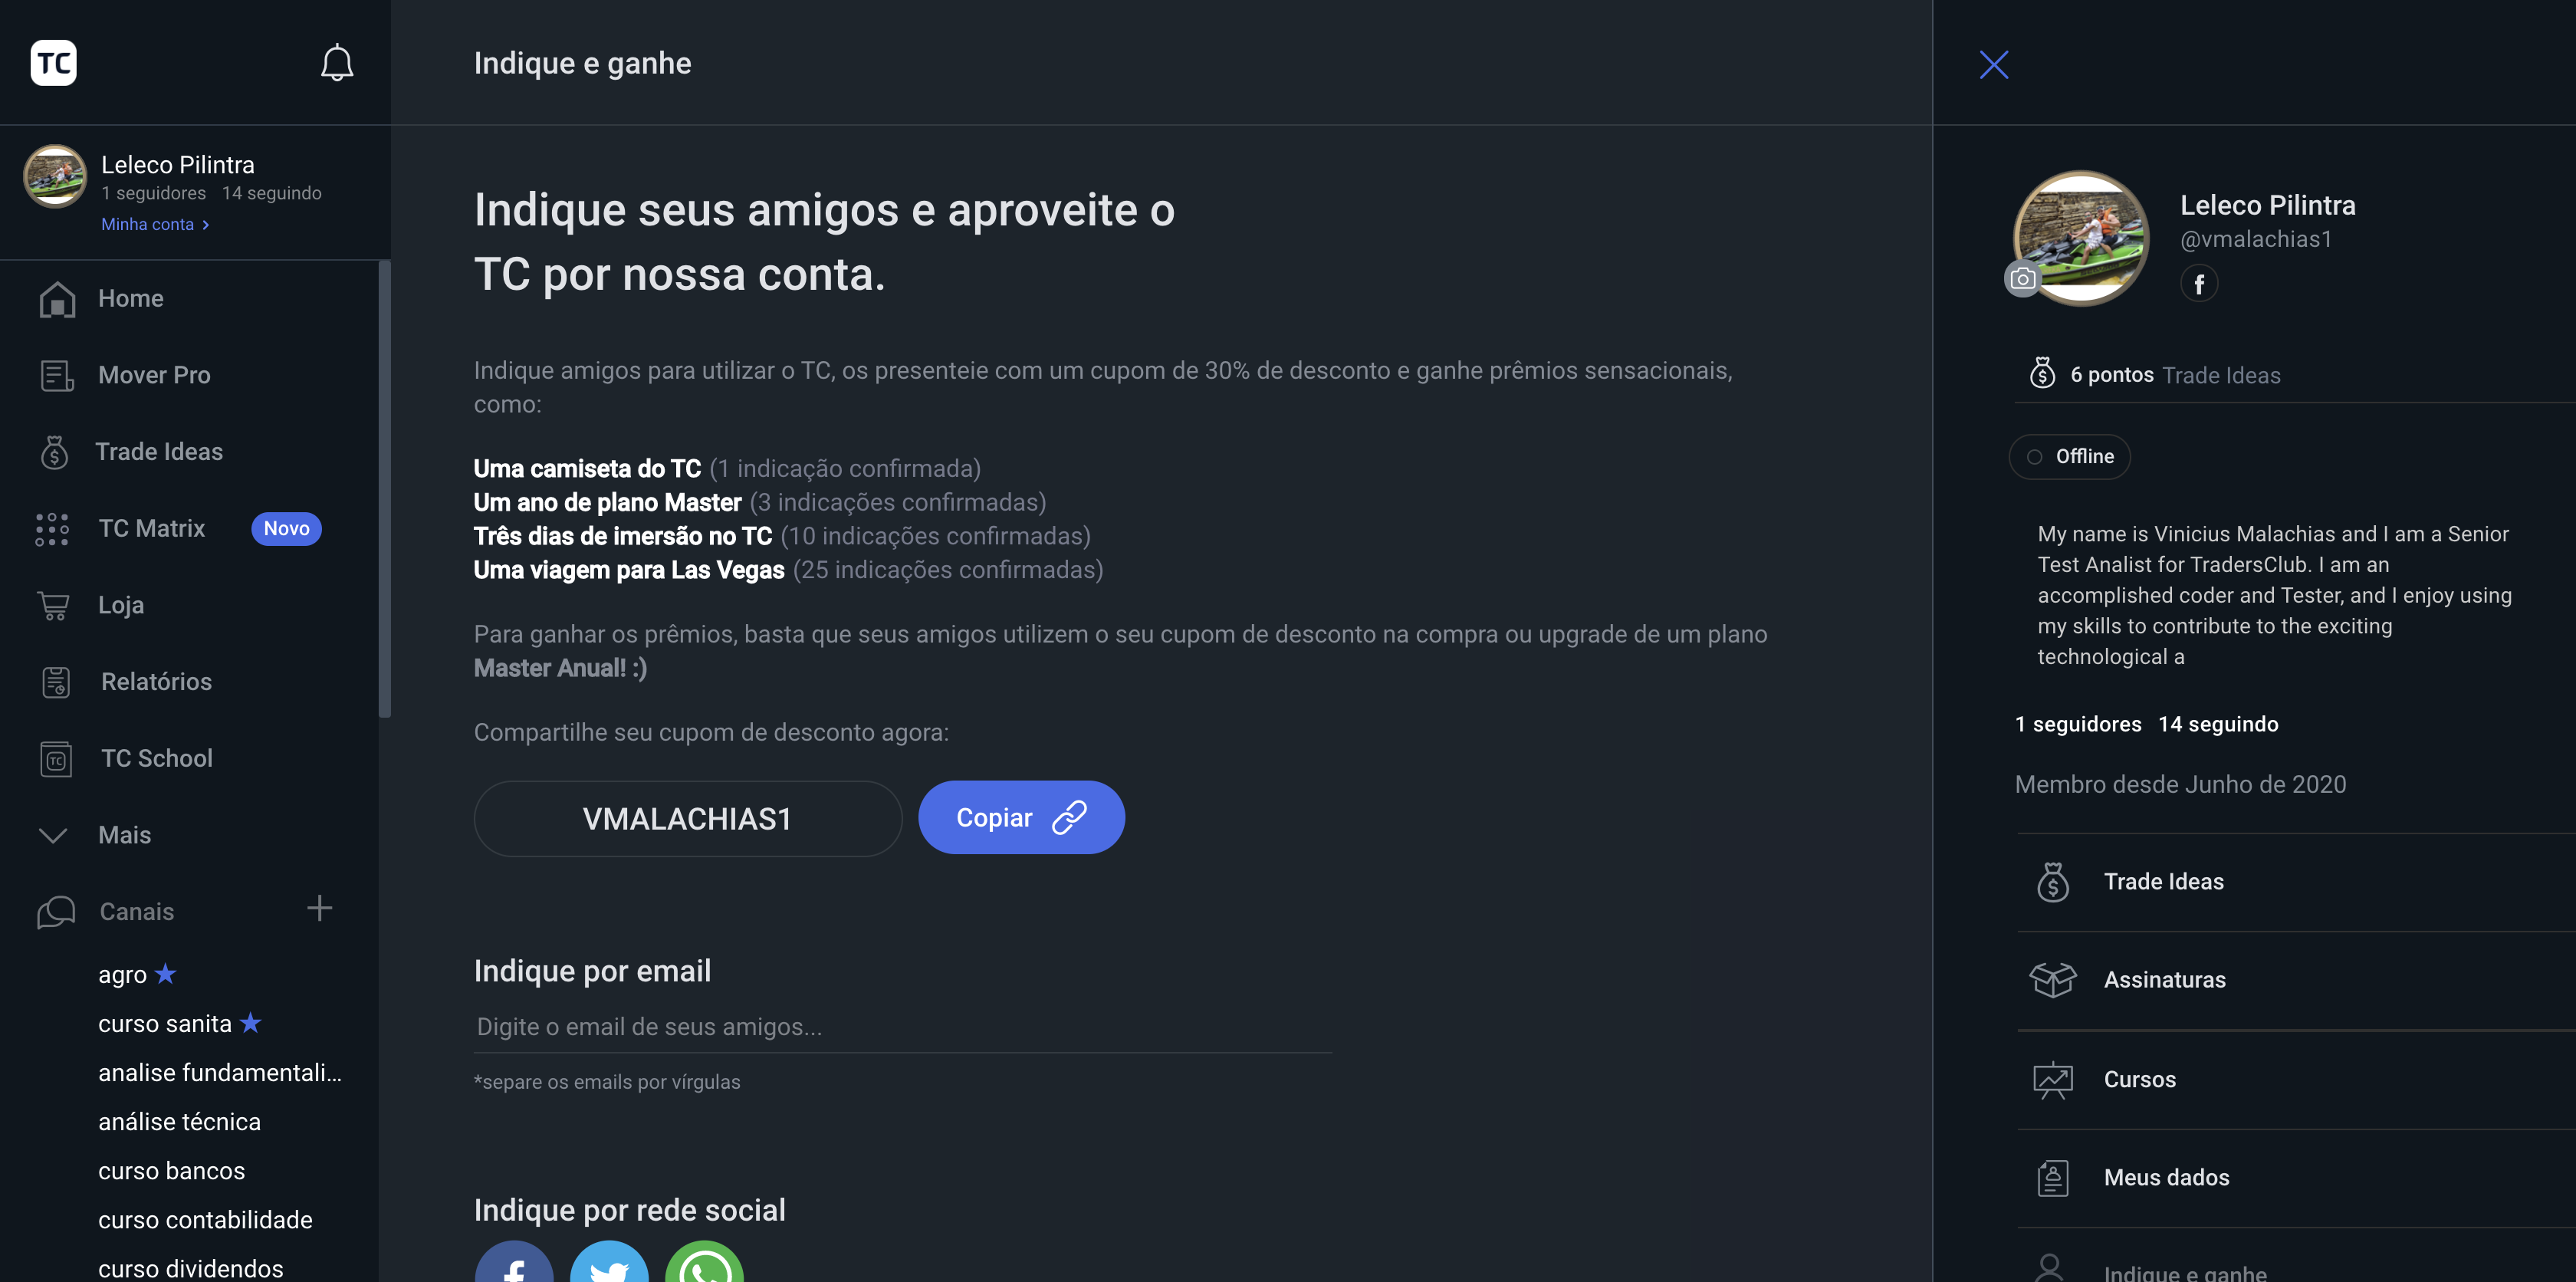 TC
Leleco Pilintra
1 seguidores 14 seguindo
Minha conta
Home
Mover Pro
Trade Ideas
TC Matrix Novo
Loja
Relatórios
TC School
Mais
Canais
agro
curso sanita
analise fundamentali...
análise técnica
curso bancos
curso contabilidade
curso dividendos
Indique e ganhe
Indique seus amigos e aproveite o
TC por nossa conta.
Indique amigos para utilizar o TC, os presenteie com um cupom de 30% de desconto e ganhe prêmios sensacionais,
como:
Uma camiseta do TC (1 indicação confirmada)
Um ano de plano Master (3 indicações confirmadas)
Três dias de imersão no TC (10 indicações confirmadas)
Uma viagem para Las Vegas (25 indicações confirmadas)
Para ganhar os prêmios, basta que seus amigos utilizem o seu cupom de desconto na compra ou upgrade de um plano
Master Anual! :)
Compartilhe seu cupom de desconto agora:
VMALACHIAS1
Copiar
Indique por email
Digite o email de seus amigos...
*separe os emails por vírgulas
Indique por rede social
Leleco Pilintra
@vmalachias1
6 pontos Trade Ideas
Offline
My name is Vinicius Malachias and I am a Senior
Test Analist for TradersClub. I am an
accomplished coder and Tester, and I enjoy using
my skills to contribute to the exciting
technological a
1 seguidores 14 seguindo
Membro desde Junho de 2020
Trade Ideas
Assinaturas
Cursos
Meus dados
Indique e ganhe